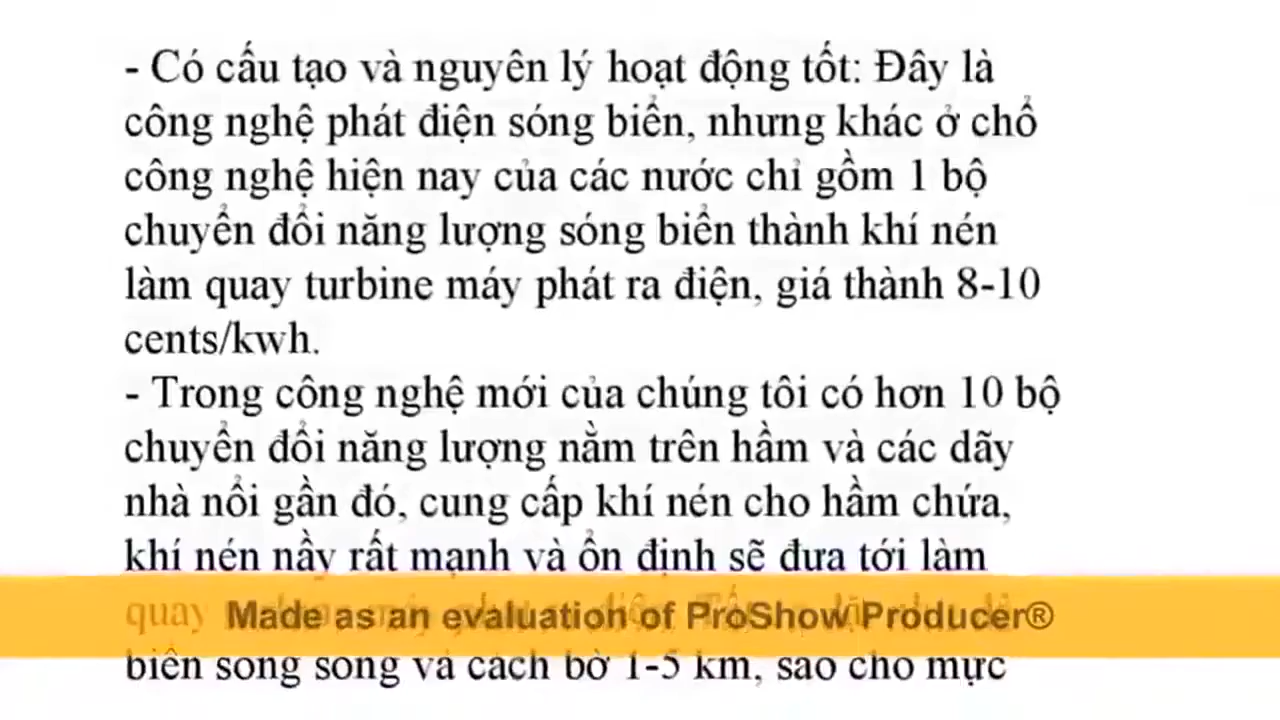 - Có cấu tạo và nguyên lý hoạt động tốt: Đây là
công nghệ phát điện sóng biển, nhưng khác ở chổ
công nghệ hiện nay của các nước chỉ gồm 1 bộ
chuyển đổi năng lượng sóng biển thành khí nén
làm quay turbine máy phát ra điện, giá thành 8-10
cents/kwh.
- Trong công nghệ mới của chúng tôi có hơn 10 bộ
chuyển đổi năng lượng nằm trên hầm và các dãy
nhà nổi gần đó, cung cấp khí nén cho hầm chứa,
khí nén nầy rất mạnh và ổn định sẽ đưa tới làm
quay
Made as an evaluation of ProShow Producer®
biển song song và cách bờ 1-5 km, sao cho mực